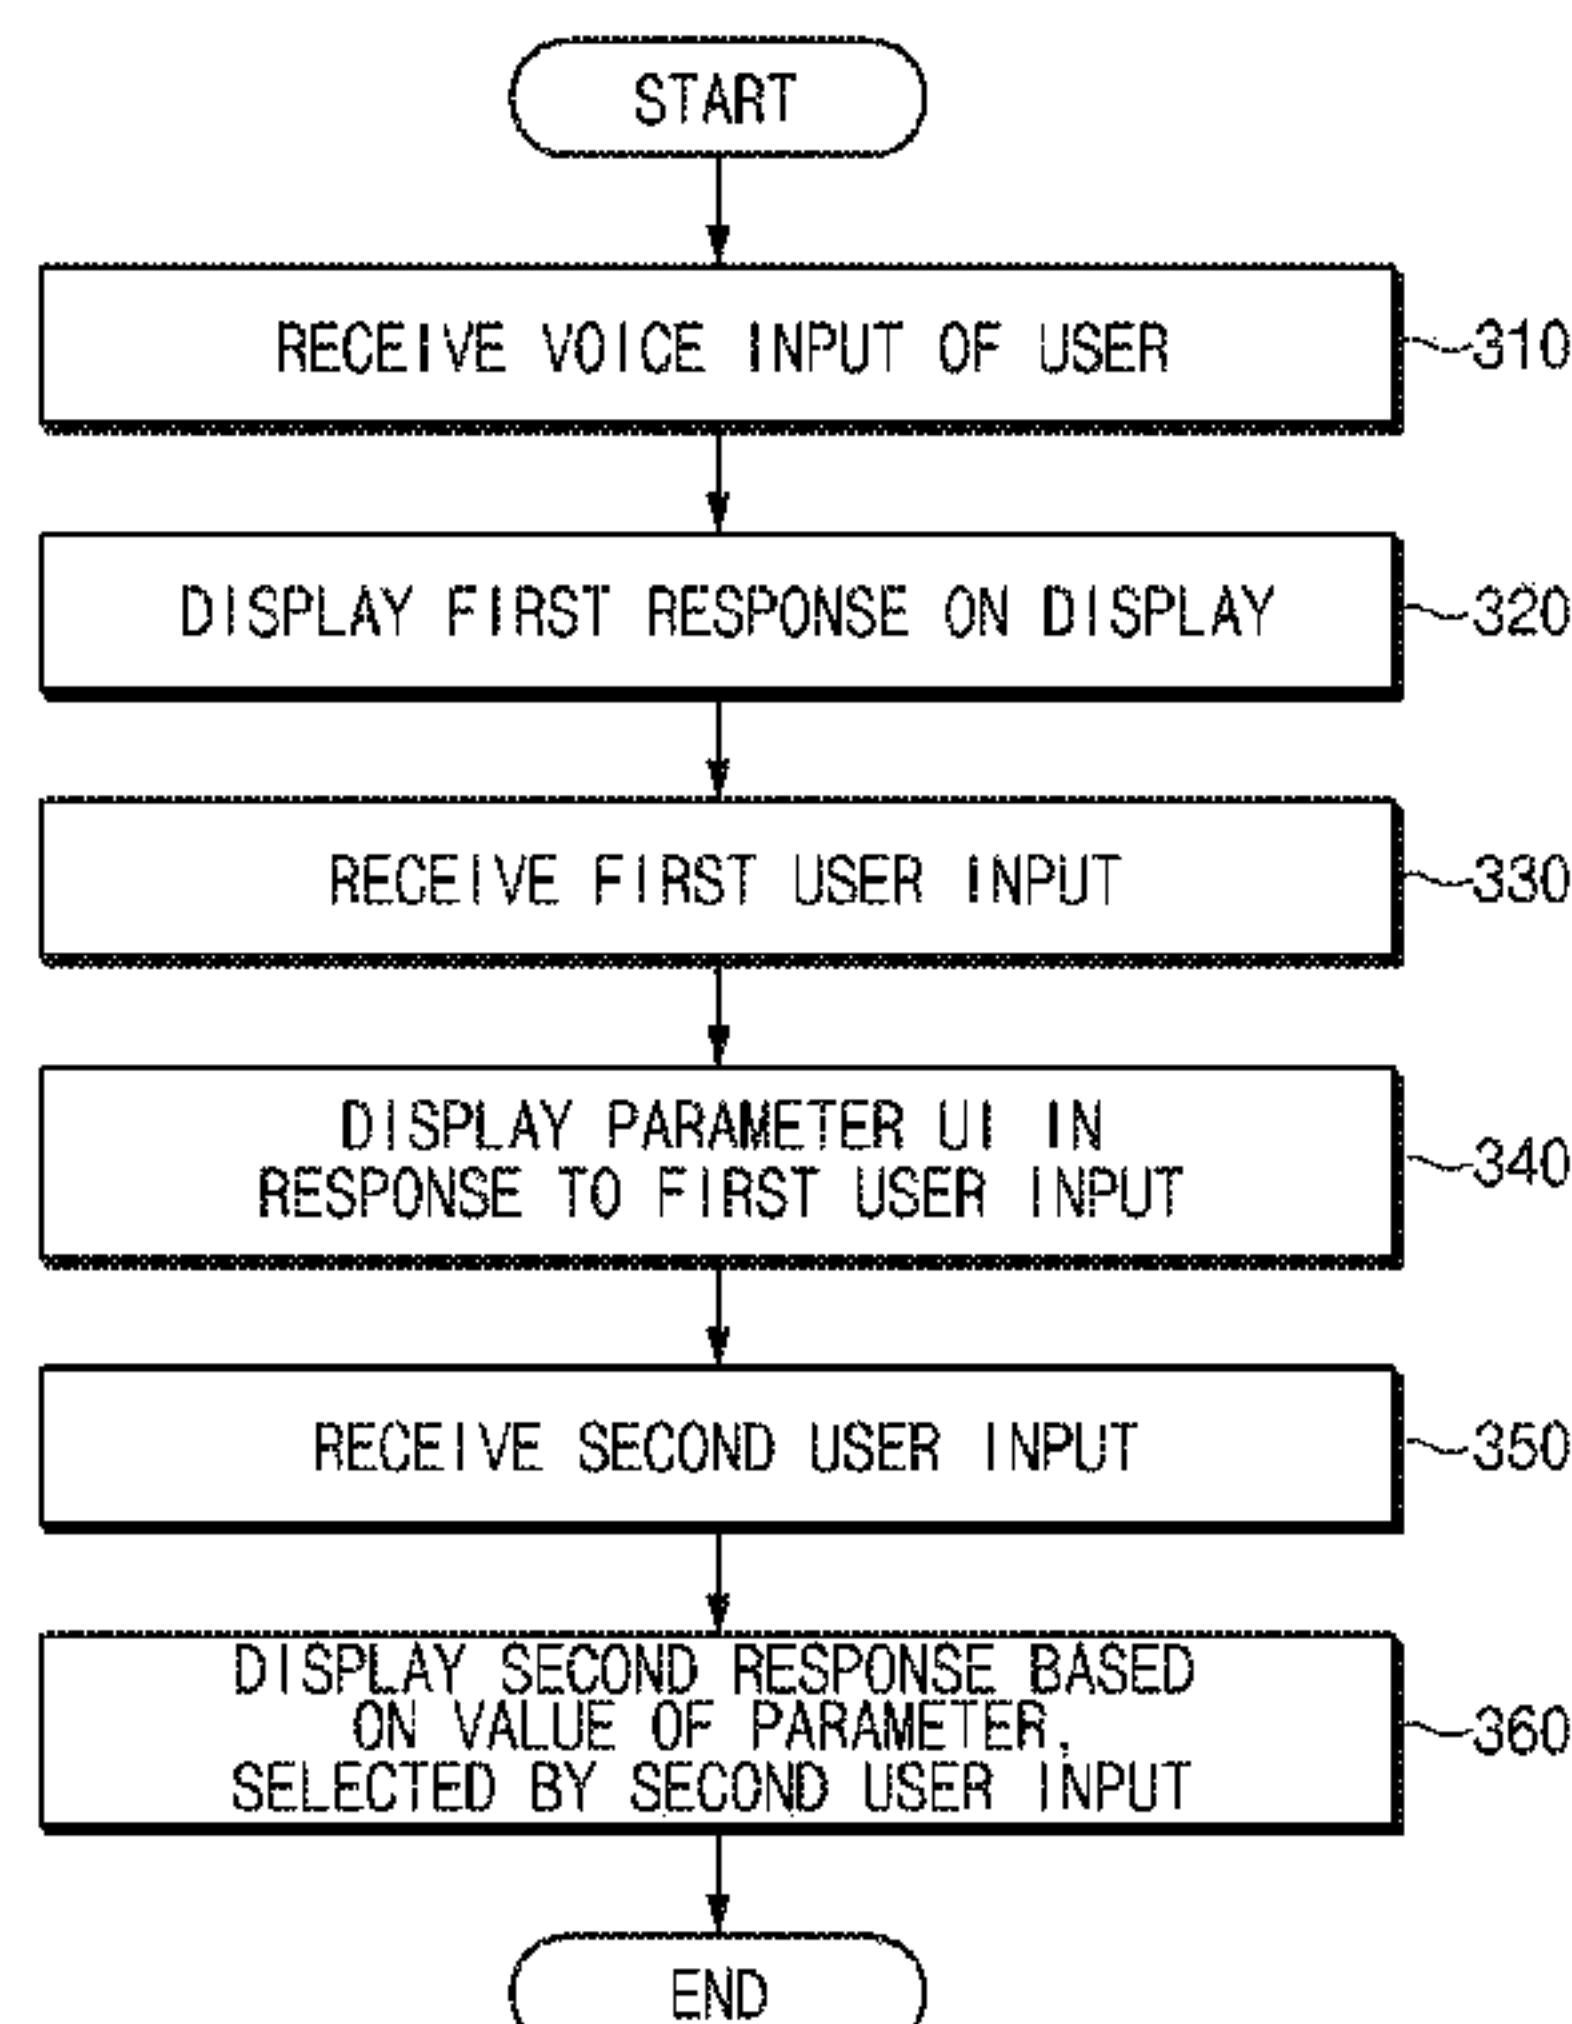 START
RECEIVE VOICE INPUT OF USER
310
DISPLAY FIRST RESPONSE ON DISPLAY
320
RECEIVE FIRST USER INPUT
330
DISPLAY PARAMETER UI IN
RESPONSE TO FIRST USER INPUT
340
RECEIVE SECOND USER INPUT
350
DISPLAY SECOND RESPONSE BASED
ON VALUE OF PARAMETER,
SELECTED BY SECOND USER INPUT
360
END